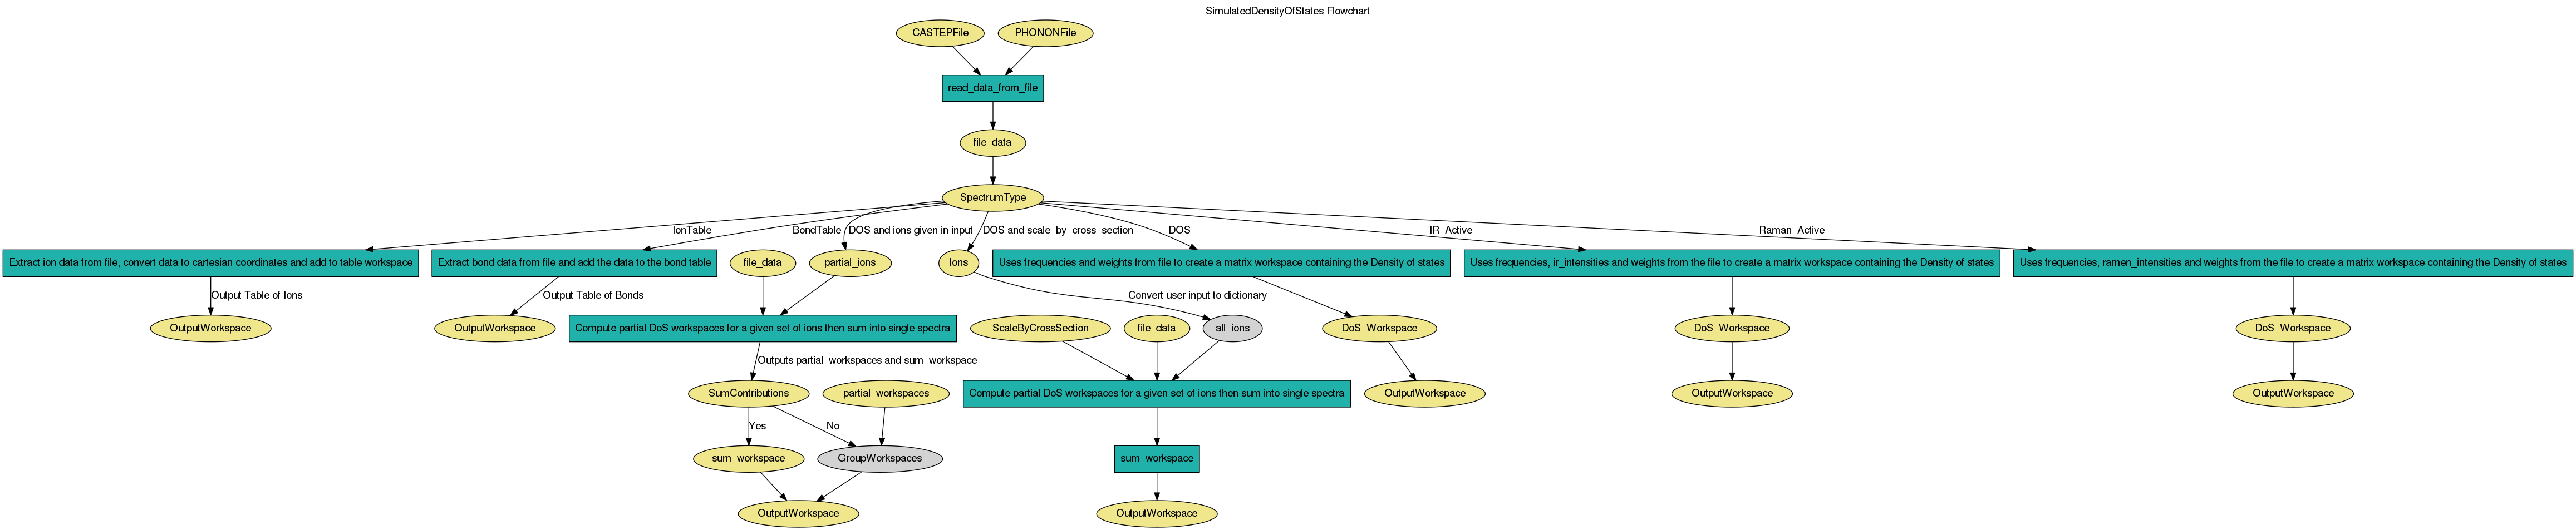 SimulatedDensityOfStates Flowchart
CASTEPFile
PHONONFile
read_data_from_file
file_data
SpectrumType
IonTable
BondTable
DOS and ions given in input
DOS and scale_by_cross_section
DOS
IR_Active
Raman_Active
Extract ion data from file, convert data to cartesian coordinates and add to table workspace
Extract bond data from file and add the data to the bond table
file_data
partial_ions
Ions
Uses frequencies and weights from file to create a matrix workspace containing the Density of states
Uses frequencies, ir_intensities and weights from the file to create a matrix workspace containing the Density of states
Uses frequencies, ramen_intensities and weights from the file to create a matrix workspace containing the Density of states
Output Table of Ions
Output Table of Bonds
Convert user input to dictionary
OutputWorkspace
OutputWorkspace
Compute partial DoS workspaces for a given set of ions then sum into single spectra
ScaleByCrossSection
file_data
all_ions
DoS_Workspace
DoS_Workspace
DoS_Workspace
Outputs partial_workspaces and sum_workspace
SumContributions
partial_workspaces
Compute partial DoS workspaces for a given set of ions then sum into single spectra
OutputWorkspace
OutputWorkspace
OutputWorkspace
Yes
No
sum_workspace
GroupWorkspaces
sum_workspace
OutputWorkspace
OutputWorkspace